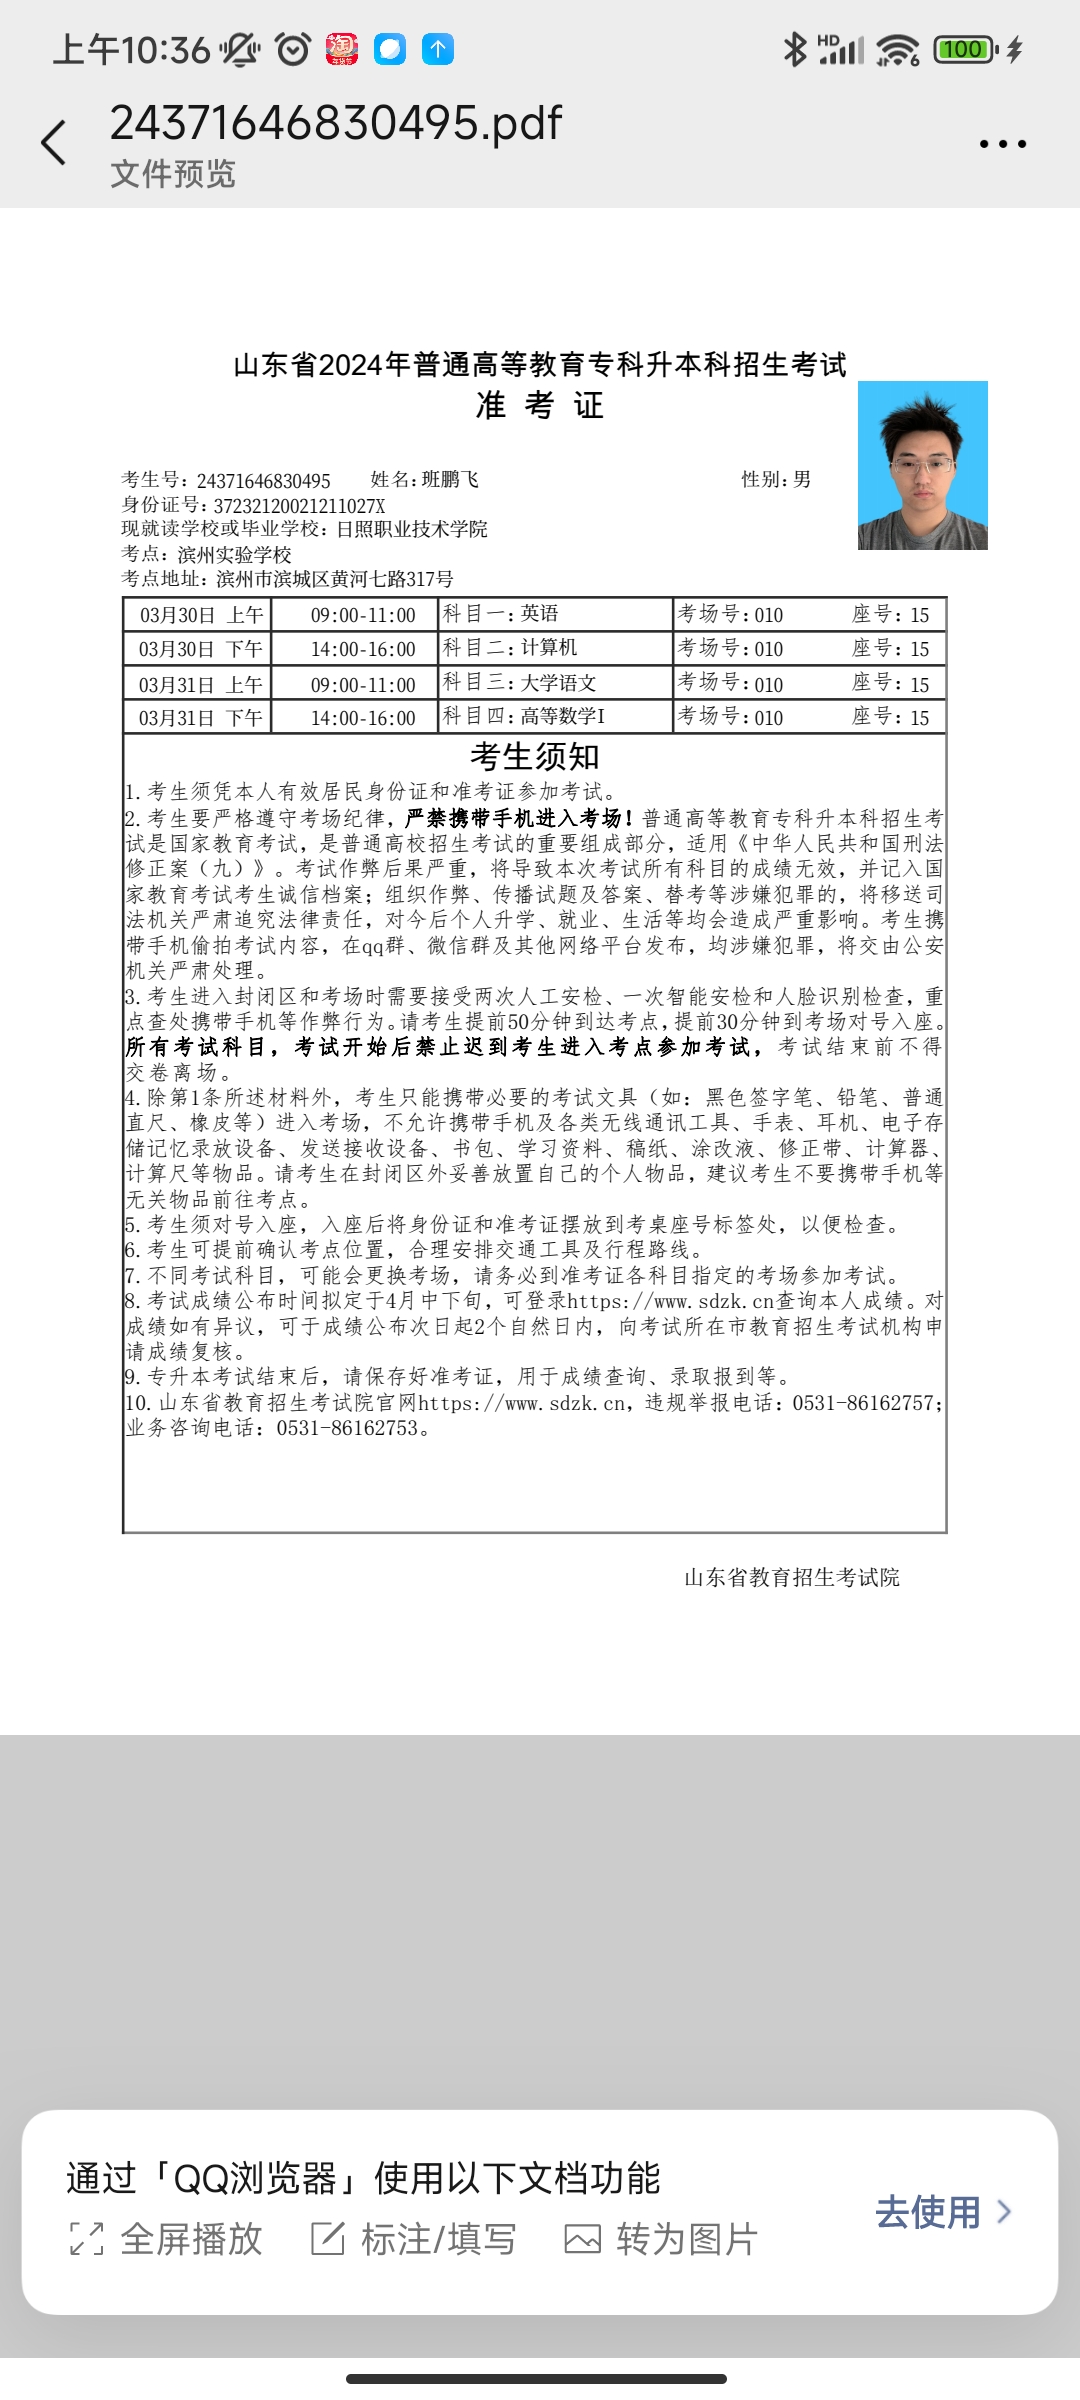 上午10:36
HD
6
100
淘
年货节
24371646830495.pdf
文件预览
山东省2024年普通高等教育专科升本科招生考试
准 考 证
考生号: 24371646830495 姓名: 班鹏飞 性别: 男
身份证号: 37232120021211027X
现就读学校或毕业学校: 日照职业技术学院
考点: 滨州实验学校
考点地址: 滨州市滨城区黄河七路317号
03月30日 上午 09:00-11:00 科目一: 英语 考场号: 010 座号: 15
03月30日 下午 14:00-16:00 科目二: 计算机 考场号: 010 座号: 15
03月31日 上午 09:00-11:00 科目三: 大学语文 考场号: 010 座号: 15
03月31日 下午 14:00-16:00 科目四: 高等数学I 考场号: 010 座号: 15
考生须知
1. 考生须凭本人有效居民身份证和准考证参加考试。
2. 考生要严格遵守考场纪律，严禁携带手机进入考场！普通高等教育专科升本科招生考
试是国家教育考试，是普通高校招生考试的重要组成部分，适用《中华人民共和国刑法
修正案（九）》。考试作弊后果严重，将导致本次考试所有科目的成绩无效，并记入国
家教育考试考生诚信档案；组织作弊、传播试题及答案、替考等涉嫌犯罪的，将移送司
法机关严肃追究法律责任，对今后个人升学、就业、生活等均会造成严重影响。考生携
带手机偷拍考试内容，在qq群、微信群及其他网络平台发布，均涉嫌犯罪，将交由公安
机关严肃处理。
3. 考生进入封闭区和考场时需要接受两次人工安检、一次智能安检和人脸识别检查，重
点查处携带手机等作弊行为。请考生提前50分钟到达考点，提前30分钟到考场对号入座。
所有考试科目，考试开始后禁止迟到考生进入考点参加考试，考试结束前不得
交卷离场。
4. 除第1条所述材料外，考生只能携带必要的考试文具（如：黑色签字笔、铅笔、普通
直尺、橡皮等）进入考场，不允许携带手机及各类无线通讯工具、手表、耳机、电子存
储记忆录放设备、发送接收设备、书包、学习资料、稿纸、涂改液、修正带、计算器、
计算尺等物品。请考生在封闭区外妥善放置自己的个人物品，建议考生不要携带手机等
无关物品前往考点。
5. 考生须对号入座，入座后将身份证和准考证摆放到考桌座号标签处，以便检查。
6. 考生可提前确认考点位置，合理安排交通工具及行程路线。
7. 不同考试科目，可能会更换考场，请务必到准考证各科目指定的考场参加考试。
8. 考试成绩公布时间拟定于4月中下旬，可登录https://www.sdzk.cn查询本人成绩。对
成绩如有异议，可于成绩公布次日起2个自然日内，向考试所在市教育招生考试机构申
请成绩复核。
9. 专升本考试结束后，请保存好准考证，用于成绩查询、录取报到等。
10. 山东省教育招生考试院官网https://www.sdzk.cn，违规举报电话：0531-86162757；
业务咨询电话：0531-86162753。
山东省教育招生考试院
通过「QQ浏览器」使用以下文档功能
去使用
全屏播放 标注/填写 转为图片